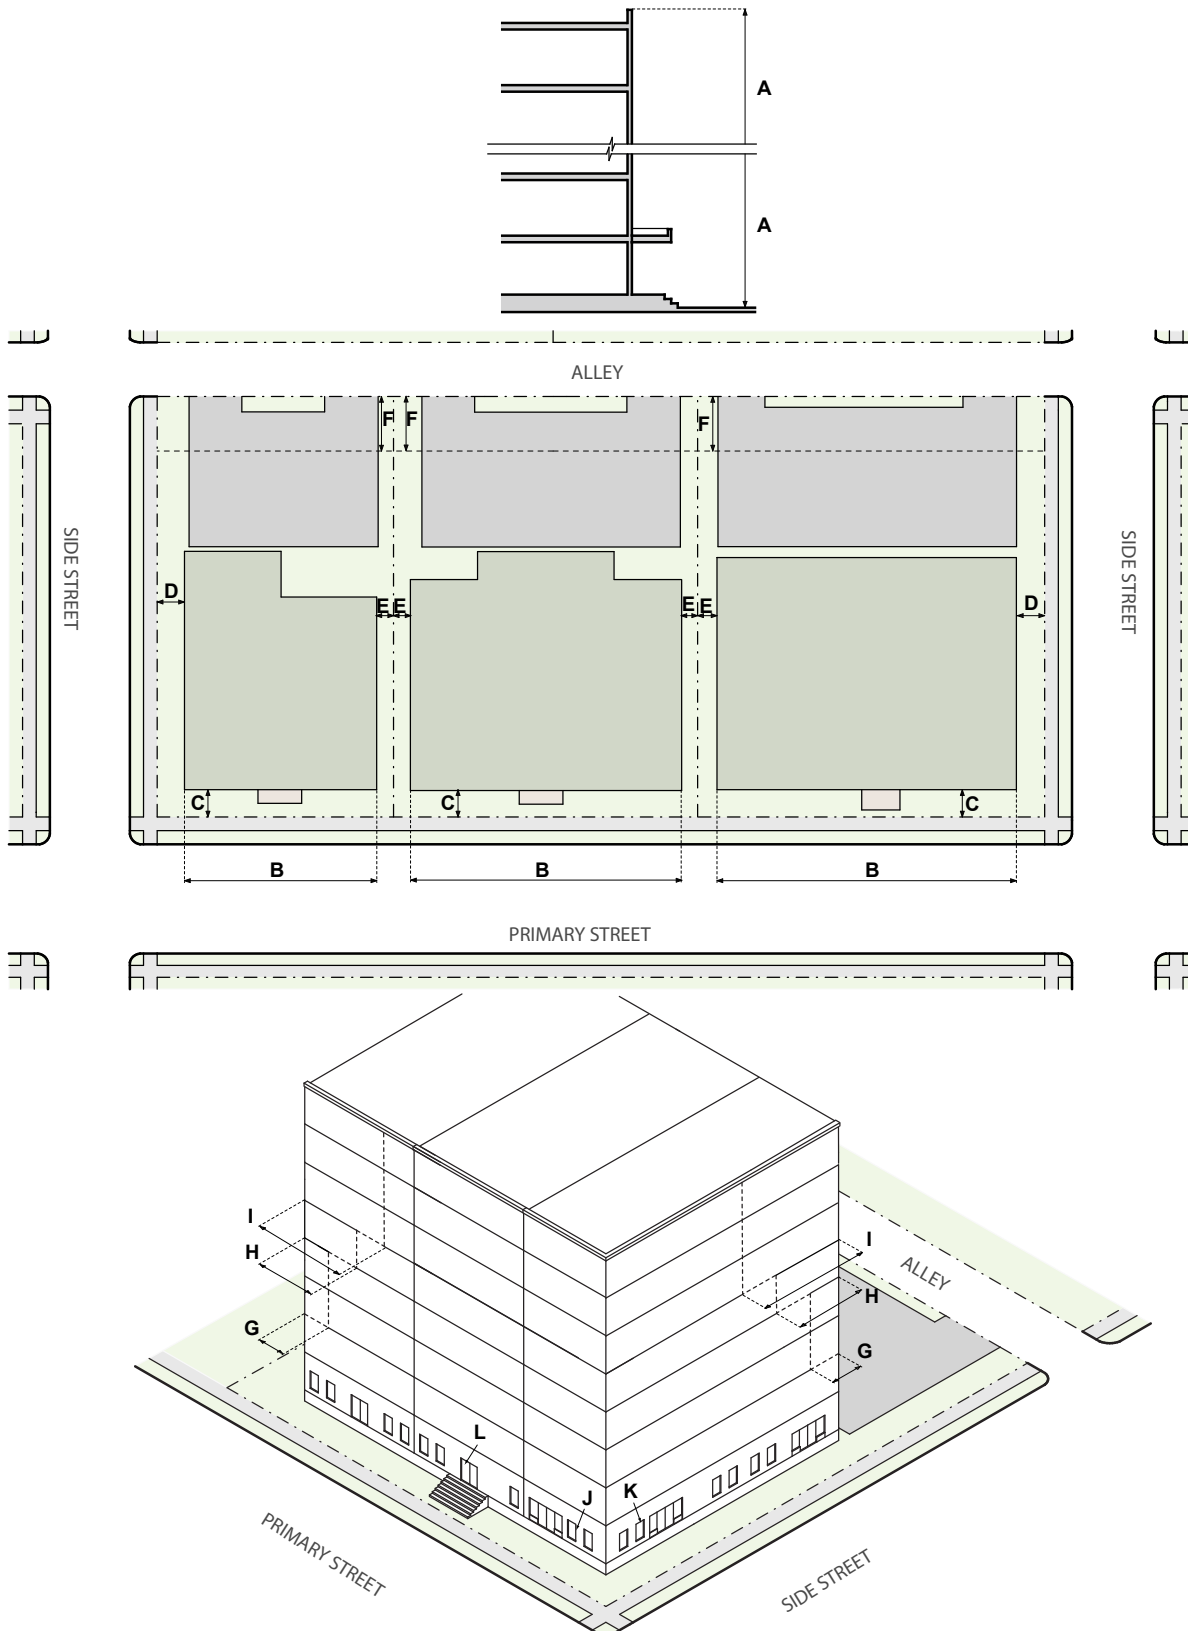 A
A
ALLEY
F F F
SIDE STREET
SIDE STREET
D E E E E D
C C C
B B B
PRIMARY STREET
I
I
H
ALLEY
H
G
G
L
K
J
PRIMARY STREET
SIDE STREET